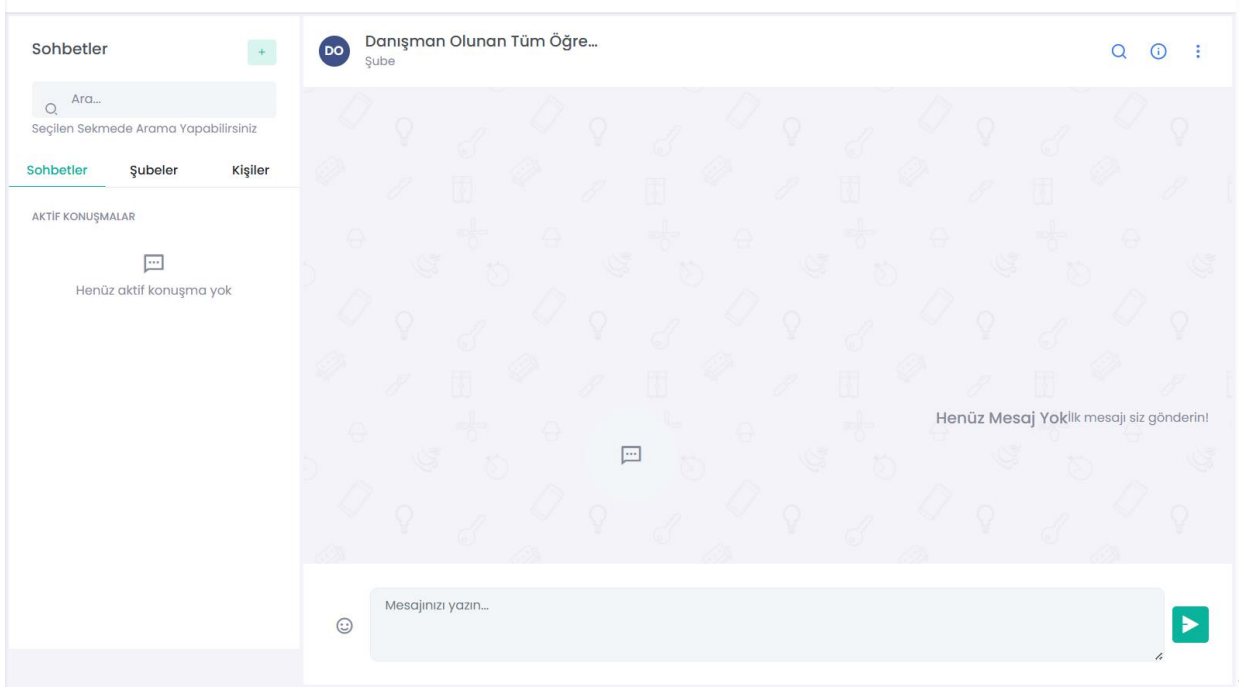 Sohbetler
+
Ara...
Seçilen Sekmede Arama Yapabilirsiniz
Sohbetler Şubeler Kişiler
AKTİF KONUŞMALAR
Henüz aktif konuşma yok
DO
Danışman Olunan Tüm Öğre...
Şube
Henüz Mesaj Yokİlk mesajı siz gönderin!
Mesajınızı yazın...